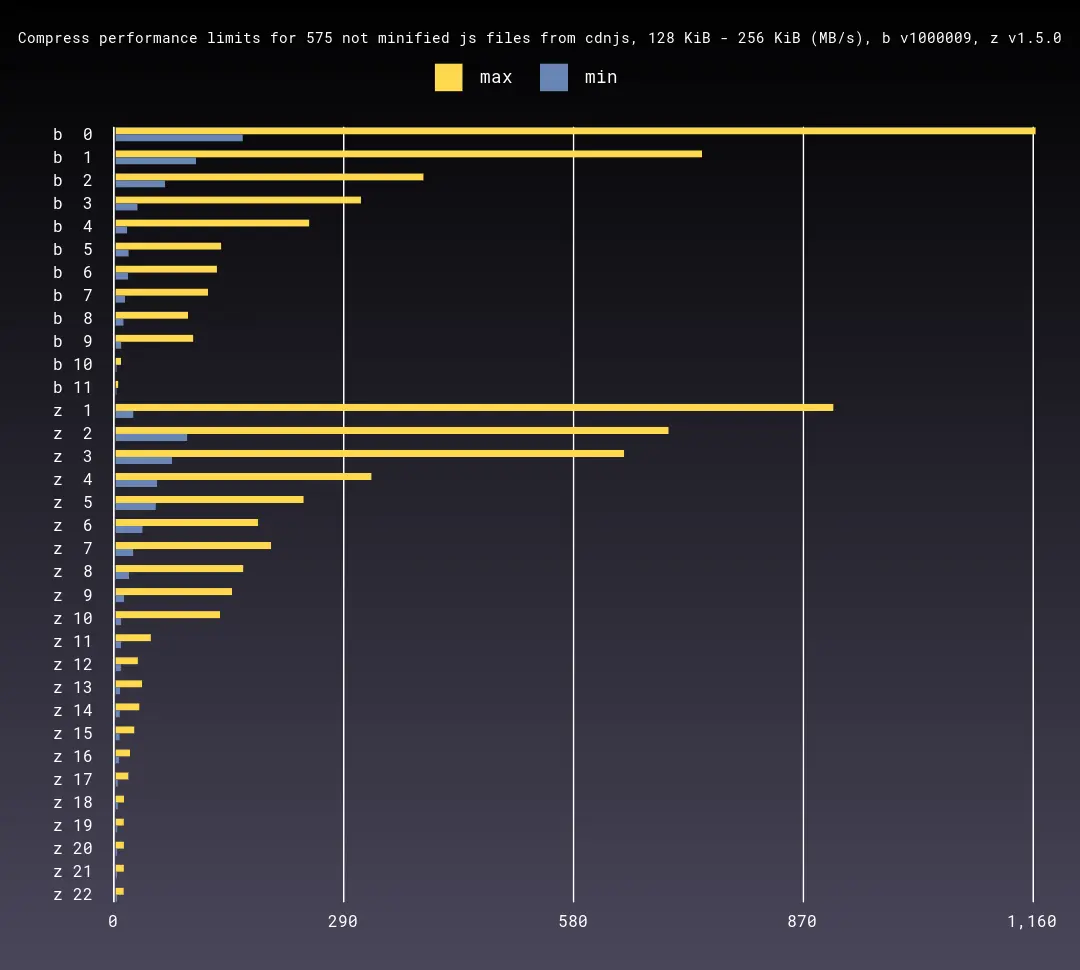 Compress performance limits for 575 not minified js files from cdnjs, 128 KiB - 256 KiB (MB/s), b v1000009, z v1.5.0
max min
b 0
b 1
b 2
b 3
b 4
b 5
b 6
b 7
b 8
b 9
b 10
b 11
z 1
z 2
z 3
z 4
z 5
z 6
z 7
z 8
z 9
z 10
z 11
z 12
z 13
z 14
z 15
z 16
z 17
z 18
z 19
z 20
z 21
z 22
0 290 580 870 1,160